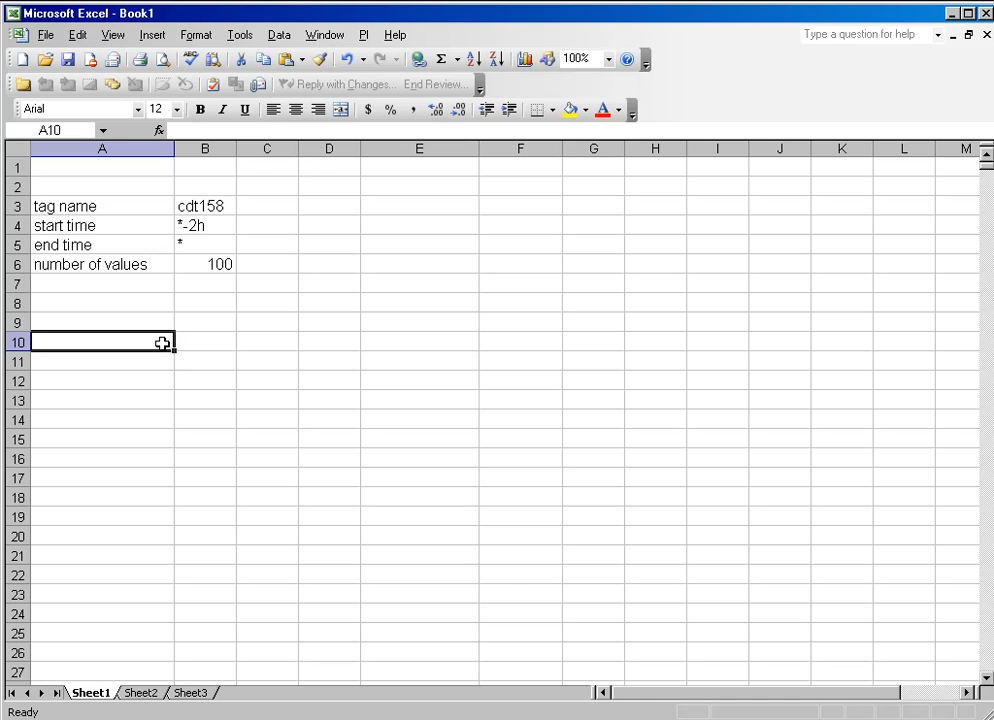 Microsoft Excel - Book1
File Edit View Insert Format Tools Data Window PI Help Type a question for help
Σ 100%
Reply with Changes... End Review...
Arial 12 B I U $ % , .00 .00 A
A10 fx
A B C D E F G H I J K L M
1
2
3 tag name cdt158
4 start time *-2h
5 end time *
6 number of values 100
7
8
9
10
11
12
13
14
15
16
17
18
19
20
21
22
23
24
25
26
27
Sheet1 Sheet2 Sheet3
Ready